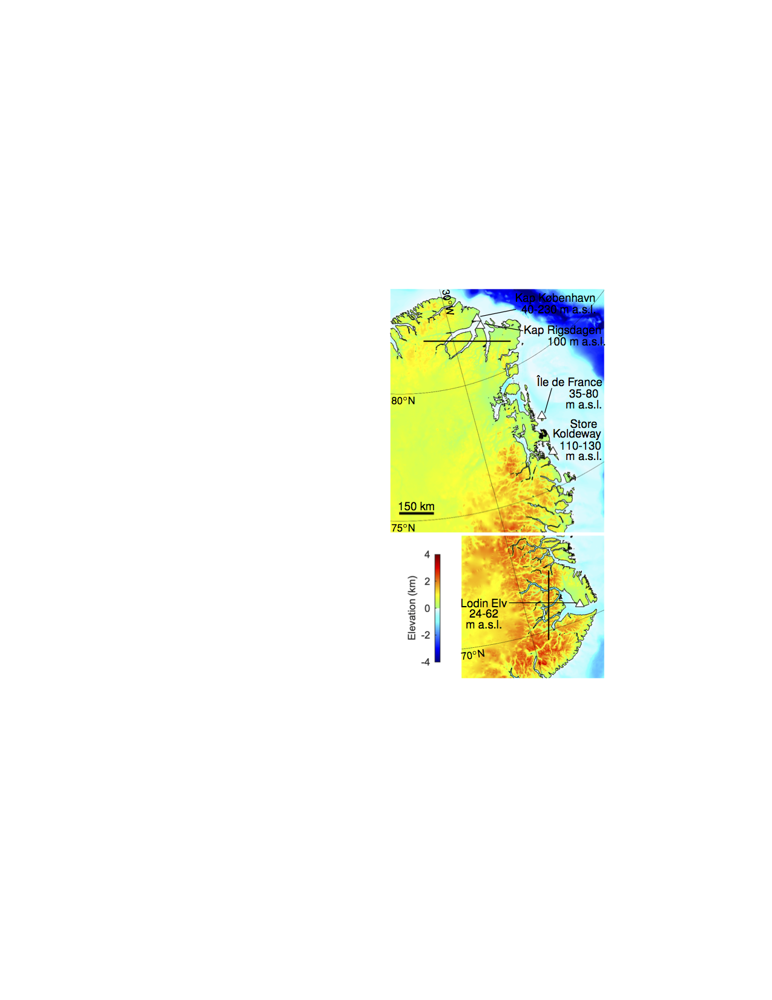 30°W
Kap København
40-230 m a.s.l.
Kap Rigsdagen
100 m a.s.l.
Île de France
35-80
m a.s.l.
80°N
Store
Koldeway
110-130
m a.s.l.
150 km
75°N
4
2
0
-2
-4
Elevation (km)
Lodin Elv
24-62
m a.s.l.
70°N